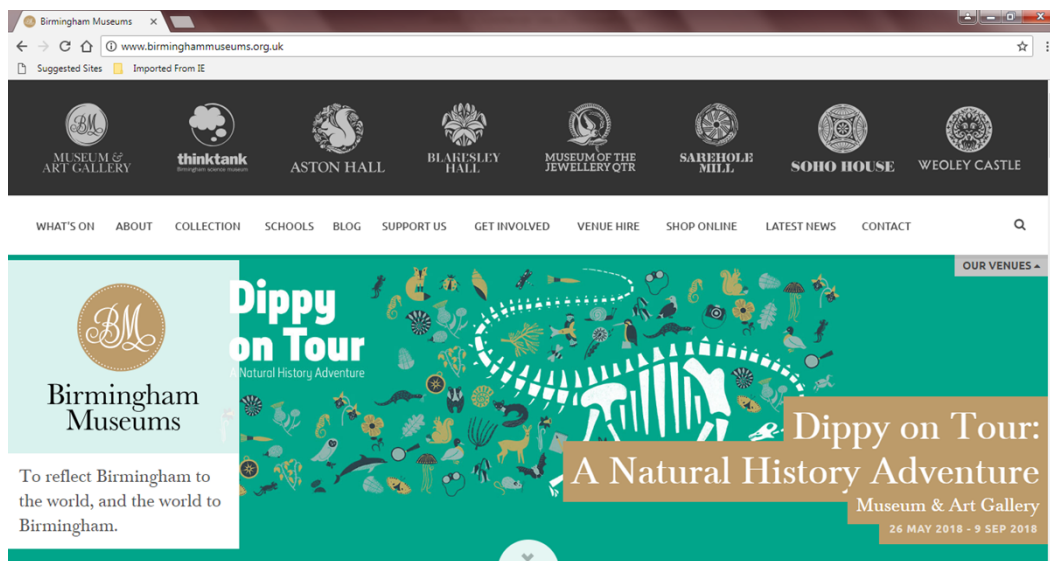 Birmingham Museums
www.birminghammuseums.org.uk
Suggested Sites Imported From IE
BM
MUSEUM &
ART GALLERY
thinktank
Birmingham science museum
ASTON HALL
BLAKESLEY
HALL
MUSEUM OF THE
JEWELLERY QTR
SAREHOLE
MILL
SOHO HOUSE
WEOLEY CASTLE
WHAT'S ON ABOUT COLLECTION SCHOOLS BLOG SUPPORT US GET INVOLVED VENUE HIRE SHOP ONLINE LATEST NEWS CONTACT
OUR VENUES
BM
Birmingham
Museums
To reflect Birmingham to
the world, and the world to
Birmingham.
Dippy
on Tour
A Natural History Adventure
Dippy on Tour:
A Natural History Adventure
Museum & Art Gallery
26 MAY 2018 - 9 SEP 2018